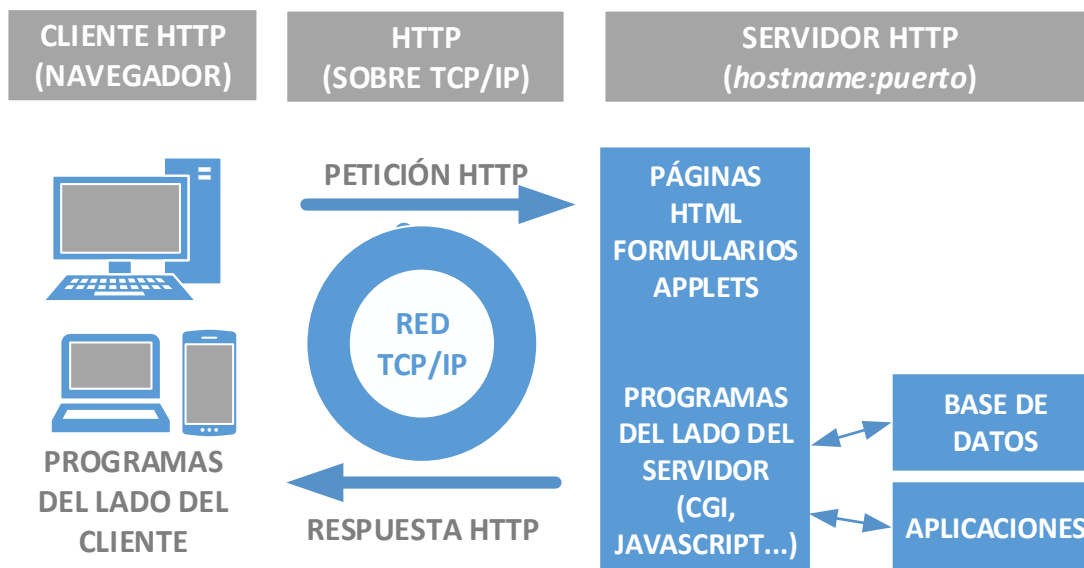 CLIENTE HTTP
(NAVEGADOR)
HTTP
(SOBRE TCP/IP)
SERVIDOR HTTP
(hostname:puerto)
PETICIÓN HTTP
RED
TCP/IP
RESPUESTA HTTP
PROGRAMAS
DEL LADO DEL
CLIENTE
PÁGINAS
HTML
FORMULARIOS
APPLETS
PROGRAMAS
DEL LADO DEL
SERVIDOR
(CGI,
JAVASCRIPT...)
BASE DE
DATOS
APLICACIONES